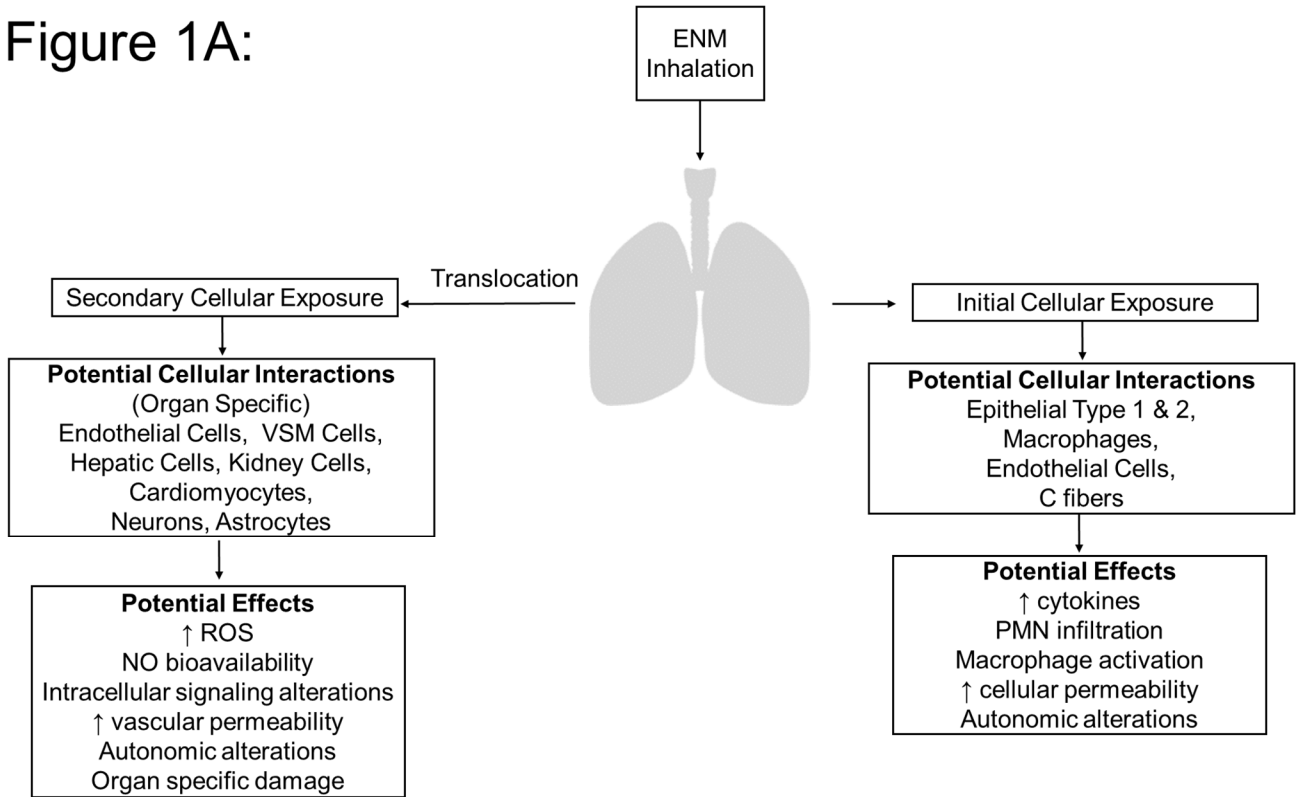 Figure 1A:
ENM
Inhalation
Translocation
Secondary Cellular Exposure
Potential Cellular Interactions
(Organ Specific)
Endothelial Cells,  VSM Cells,
Hepatic Cells, Kidney Cells,
Cardiomyocytes,
Neurons, Astrocytes
Potential Effects
↑ ROS
NO bioavailability
Intracellular signaling alterations
↑ vascular permeability
Autonomic alterations
Organ specific damage
Initial Cellular Exposure
Potential Cellular Interactions
Epithelial Type 1 & 2,
Macrophages,
Endothelial Cells,
C fibers
Potential Effects
↑ cytokines
PMN infiltration
Macrophage activation
↑ cellular permeability
Autonomic alterations